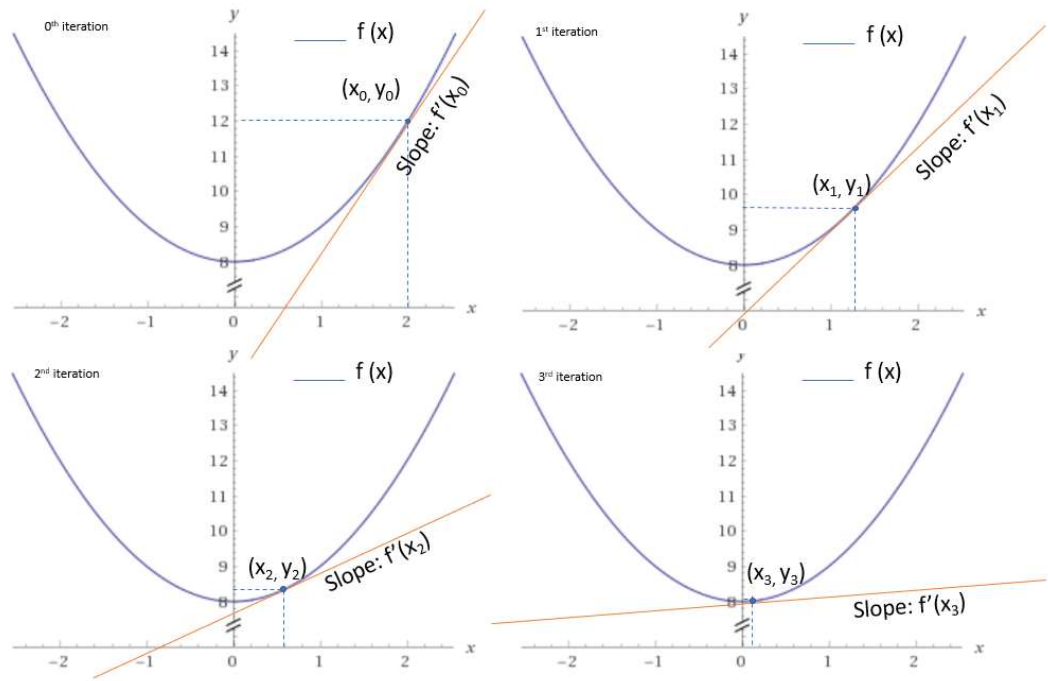 0th iteration
y
f (x)
14
13
(x0, y0)
12
Slope: f'(x0)
11
10
9
8
-2 -1 0 1 2 x
1st iteration
y
f (x)
14
13
12
Slope: f'(x1)
11
(x1, y1)
10
9
8
-2 -1 0 1 2 x
2nd iteration
y
f (x)
14
13
12
11
10
9
(x2, y2)
Slope: f'(x2)
8
-2 -1 0 1 2 x
3rd iteration
y
f (x)
14
13
12
11
10
9
(x3, y3)
8
Slope: f'(x3)
-2 -1 0 1 2 x